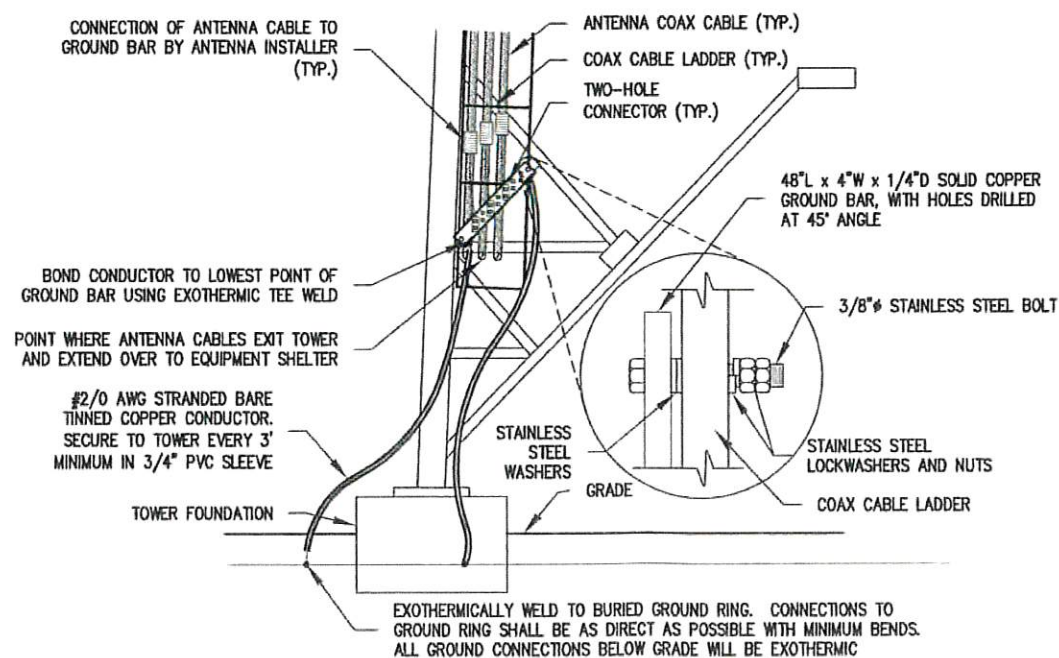 CONNECTION OF ANTENNA CABLE TO
GROUND BAR BY ANTENNA INSTALLER
(TYP.)
ANTENNA COAX CABLE (TYP.)
COAX CABLE LADDER (TYP.)
TWO-HOLE
CONNECTOR (TYP.)
48"L x 4"W x 1/4"D SOLID COPPER
GROUND BAR, WITH HOLES DRILLED
AT 45° ANGLE
BOND CONDUCTOR TO LOWEST POINT OF
GROUND BAR USING EXOTHERMIC TEE WELD
3/8"ø STAINLESS STEEL BOLT
POINT WHERE ANTENNA CABLES EXIT TOWER
AND EXTEND OVER TO EQUIPMENT SHELTER
#2/0 AWG STRANDED BARE
TINNED COPPER CONDUCTOR.
SECURE TO TOWER EVERY 3'
MINIMUM IN 3/4" PVC SLEEVE
STAINLESS
STEEL
WASHERS
STAINLESS STEEL
LOCKWASHERS AND NUTS
GRADE
COAX CABLE LADDER
TOWER FOUNDATION
EXOTHERMICALLY WELD TO BURIED GROUND RING. CONNECTIONS TO
GROUND RING SHALL BE AS DIRECT AS POSSIBLE WITH MINIMUM BENDS.
ALL GROUND CONNECTIONS BELOW GRADE WILL BE EXOTHERMIC